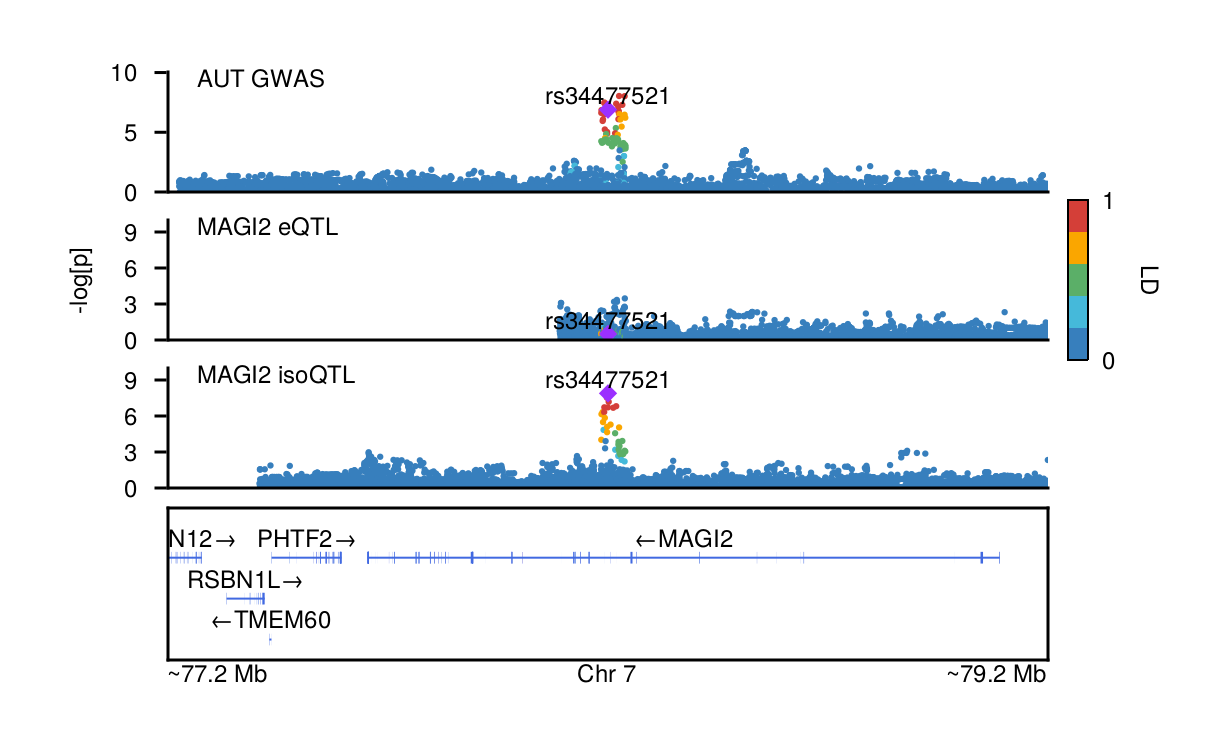 10
AUT GWAS
rs34477521
5
0
MAGI2 eQTL
9
6
3
rs34477521
0
MAGI2 isoQTL
9
rs34477521
6
3
0
-log[p]
1
LD
0
N12→ PHTF2→ ←MAGI2
RSBN1L→
←TMEM60
~77.2 Mb Chr 7 ~79.2 Mb